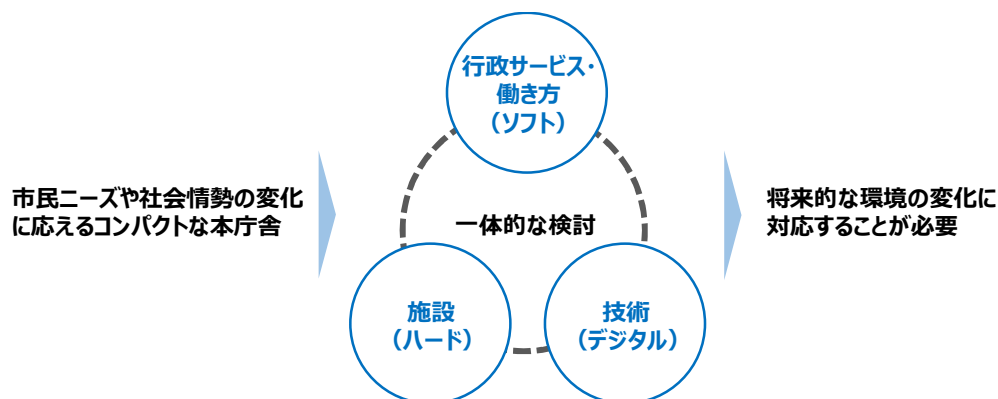 市民ニーズや社会情勢の変化
に応えるコンパクトな本庁舎
行政サービス・
働き方
(ソフト)
一体的な検討
施設
(ハード)
技術
(デジタル)
将来的な環境の変化に
対応することが必要